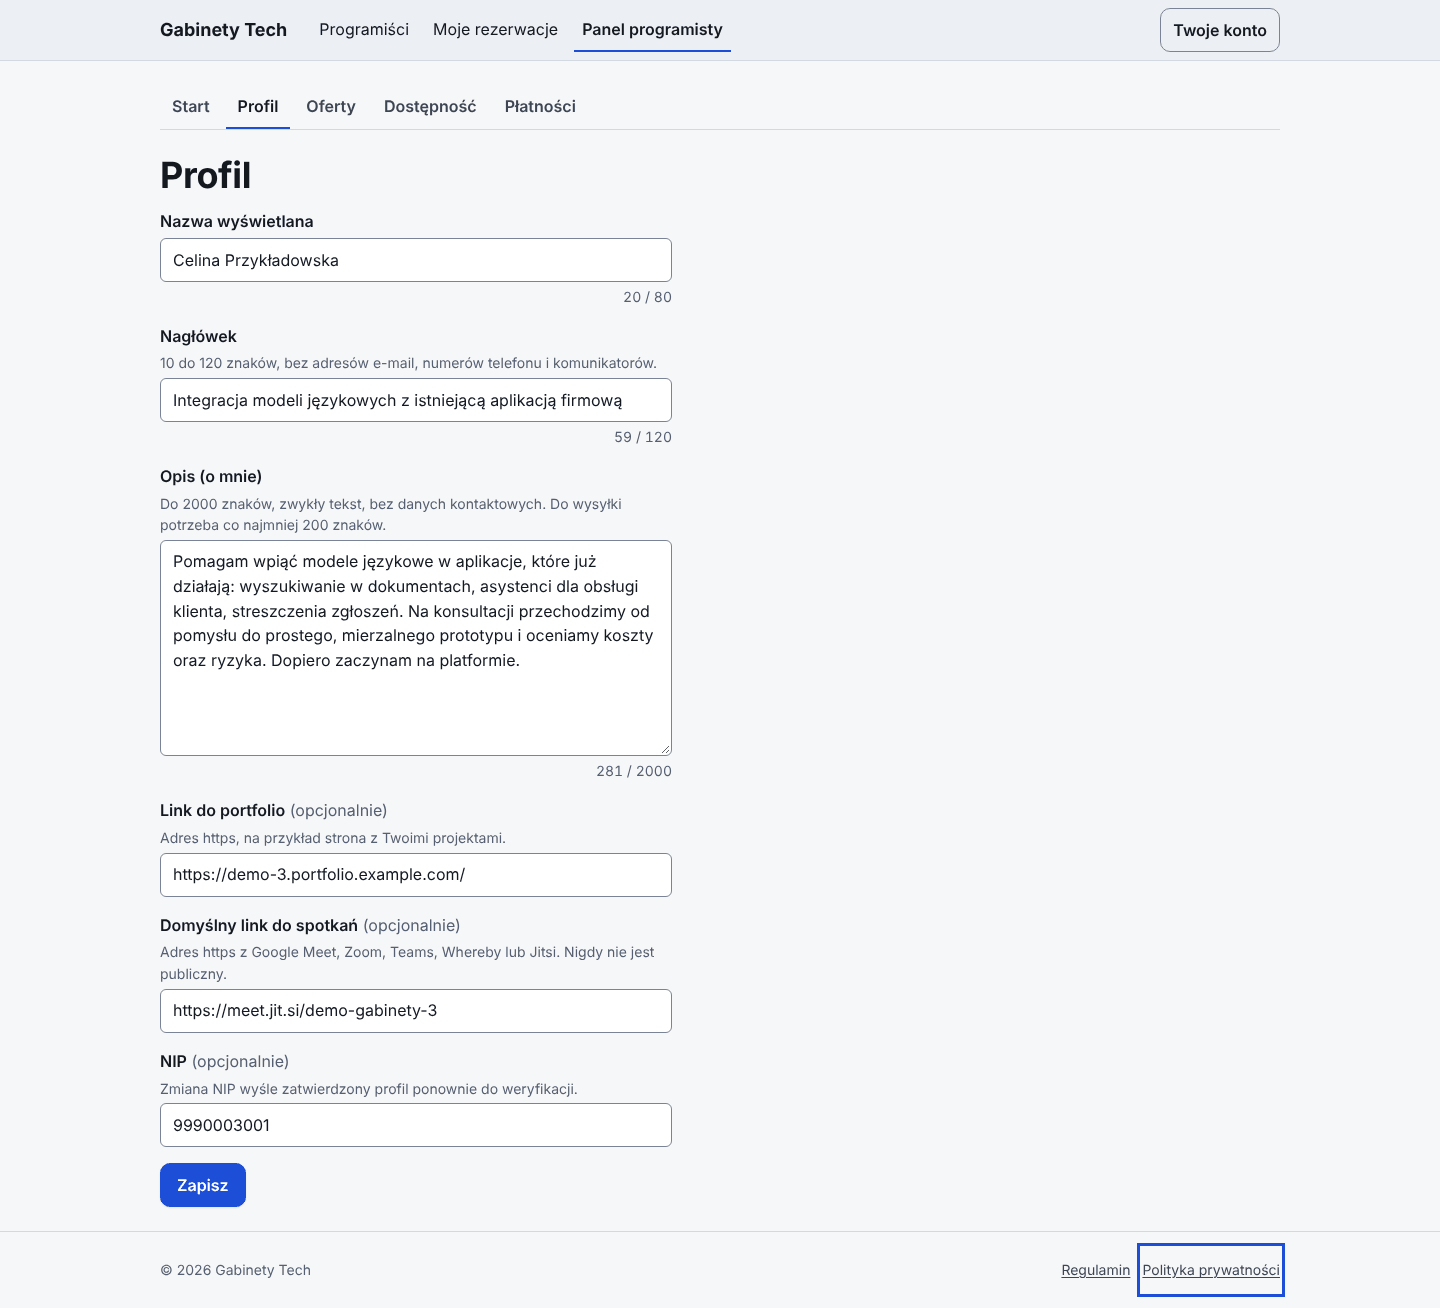 Gabinety Tech
Programiści
Moje rezerwacje
Panel programisty
Twoje konto
Start
Profil
Oferty
Dostępność
Płatności
Profil
Nazwa wyświetlana
Celina Przykładowska
20 / 80
Nagłówek
10 do 120 znaków, bez adresów e-mail, numerów telefonu i komunikatorów.
Integracja modeli językowych z istniejącą aplikacją firmową
59 / 120
Opis (o mnie)
Do 2000 znaków, zwykły tekst, bez danych kontaktowych. Do wysyłki
potrzeba co najmniej 200 znaków.
Pomagam wpiąć modele językowe w aplikacje, które już
działają: wyszukiwanie w dokumentach, asystenci dla obsługi
klienta, streszczenia zgłoszeń. Na konsultacji przechodzimy od
pomysłu do prostego, mierzalnego prototypu i oceniamy koszty
oraz ryzyka. Dopiero zaczynam na platformie.
281 / 2000
Link do portfolio (opcjonalnie)
Adres https, na przykład strona z Twoimi projektami.
https://demo-3.portfolio.example.com/
Domyślny link do spotkań (opcjonalnie)
Adres https z Google Meet, Zoom, Teams, Whereby lub Jitsi. Nigdy nie jest
publiczny.
https://meet.jit.si/demo-gabinety-3
NIP (opcjonalnie)
Zmiana NIP wyśle zatwierdzony profil ponownie do weryfikacji.
9990003001
Zapisz
© 2026 Gabinety Tech
Regulamin
Polityka prywatności